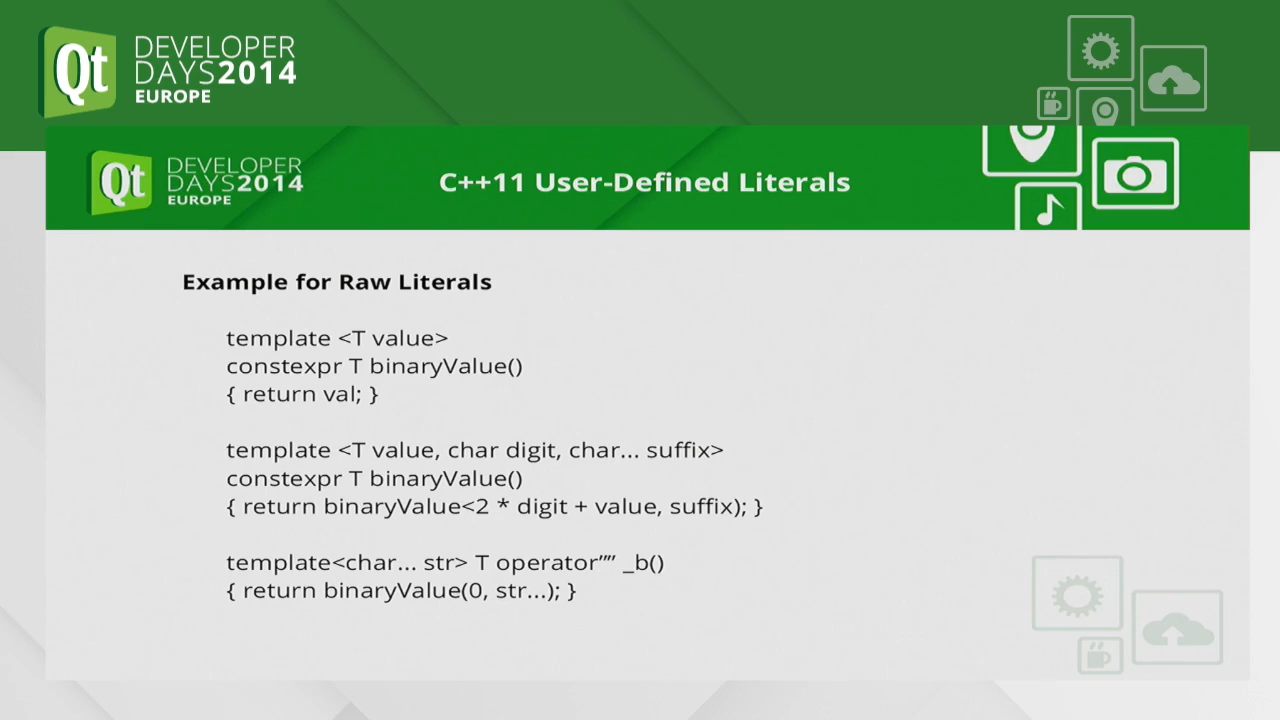 Qt DEVELOPER
DAYS2014
EUROPE
Qt DEVELOPER
DAYS2014
EUROPE
C++11 User-Defined Literals
Example for Raw Literals
template <T value>
constexpr T binaryValue()
{ return val; }
template <T value, char digit, char... suffix>
constexpr T binaryValue()
{ return binaryValue<2 * digit + value, suffix); }
template<char... str> T operator”” _b()
{ return binaryValue(0, str...); }